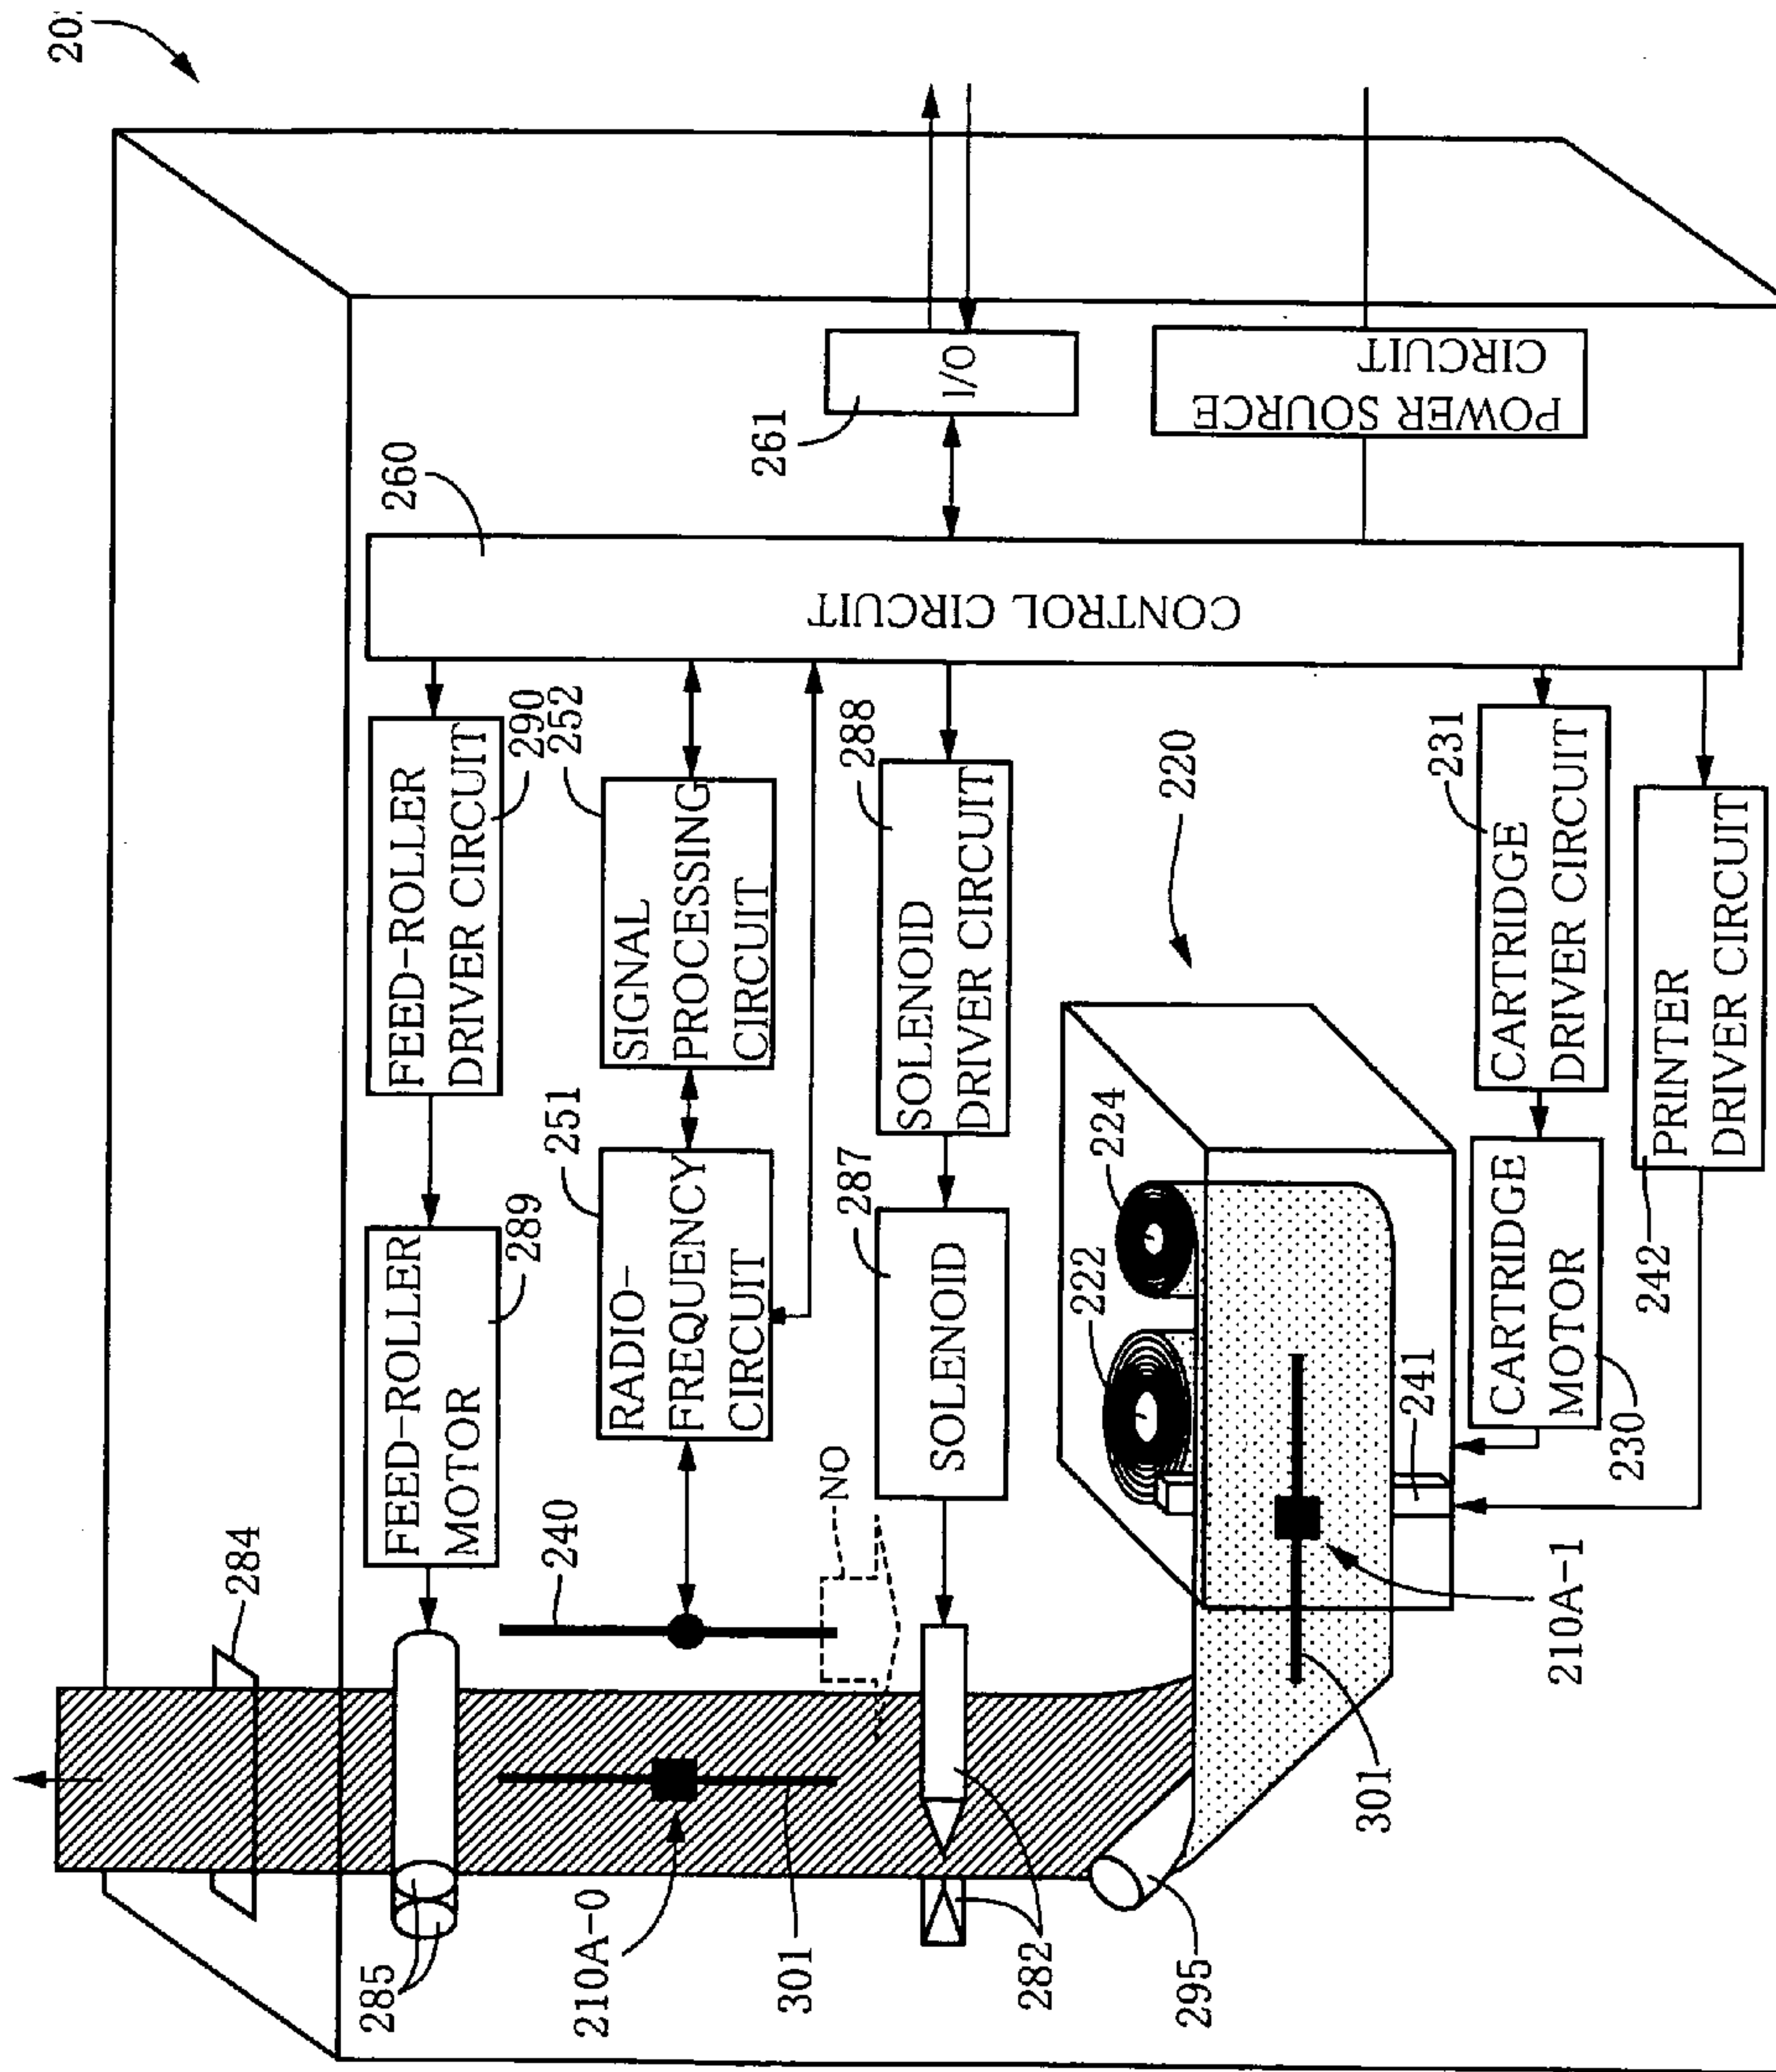 20
284
285
FEED-ROLLER
MOTOR
289
FEED-ROLLER
DRIVER CIRCUIT
290
260
210A-0
240
RADIO-
FREQUENCY
CIRCUIT
251
SIGNAL
PROCESSING
CIRCUIT
252
CONTROL CIRCUIT
261
I/O
POWER SOURCE
CIRCUIT
301
NO
SOLENOID
287
SOLENOID
DRIVER CIRCUIT
288
282
295
222
224
220
301
210A-1
241
CARTRIDGE
MOTOR
230
CARTRIDGE
DRIVER CIRCUIT
231
PRINTER
DRIVER CIRCUIT
242